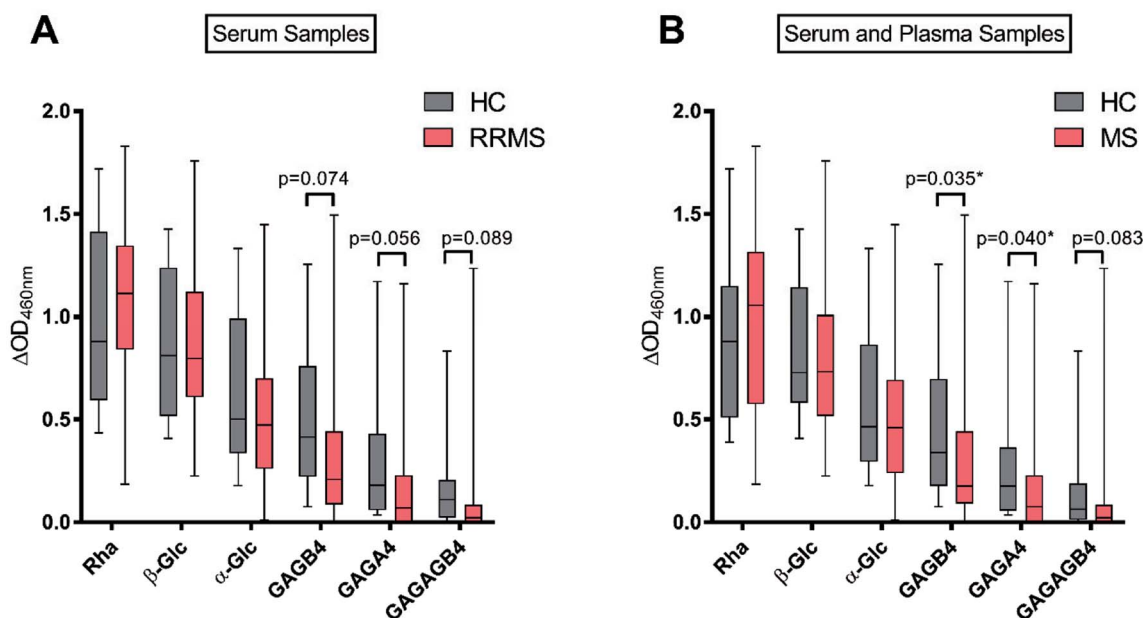 A
Serum Samples
HC
RRMS
ΔOD460nm
2.0
1.5
1.0
0.5
0.0
p=0.074
p=0.056
p=0.089
Rha
β-Glc
α-Glc
GAGB4
GAGA4
GAGAGB4
B
Serum and Plasma Samples
HC
MS
ΔOD460nm
2.0
1.5
1.0
0.5
0.0
p=0.035*
p=0.040*
p=0.083
Rha
β-Glc
α-Glc
GAGB4
GAGA4
GAGAGB4